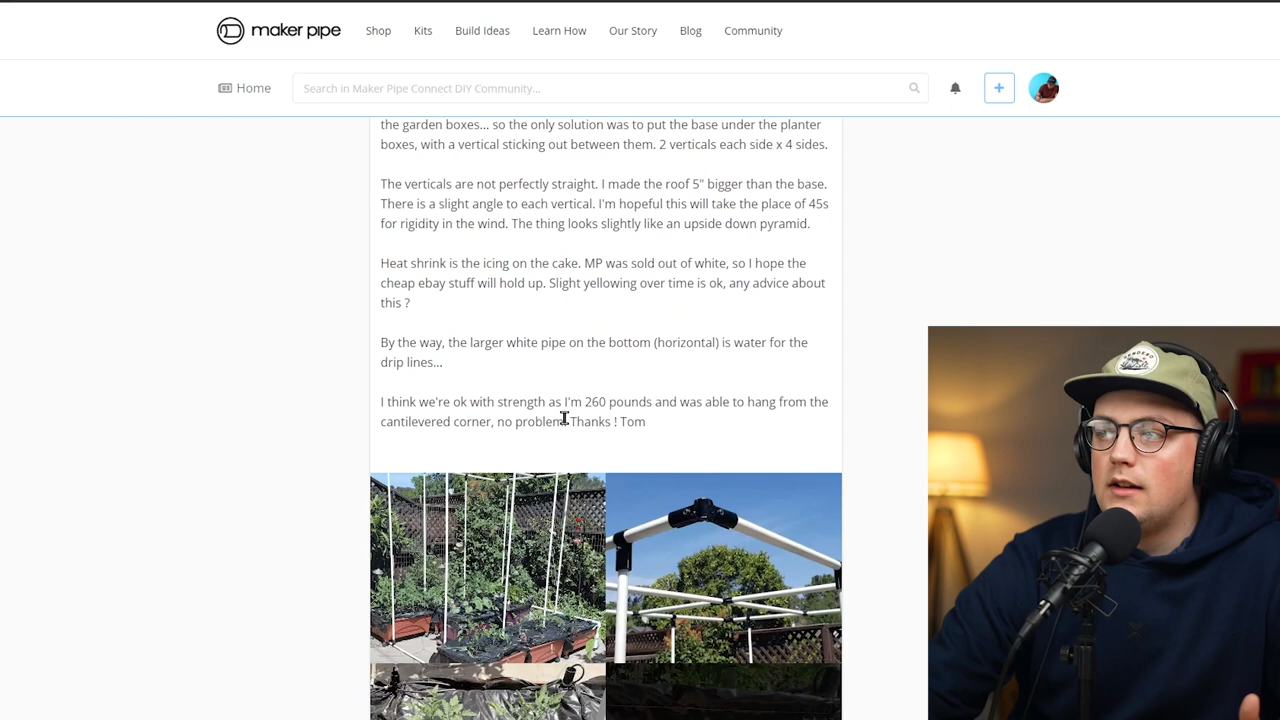 maker pipe
Shop
Kits
Build Ideas
Learn How
Our Story
Blog
Community
Home
Search in Maker Pipe Connect DIY Community...
+
the garden boxes... so the only solution was to put the base under the planter
boxes, with a vertical sticking out between them. 2 verticals each side x 4 sides.
The verticals are not perfectly straight. I made the roof 5" bigger than the base.
There is a slight angle to each vertical. I'm hopeful this will take the place of 45s
for rigidity in the wind. The thing looks slightly like an upside down pyramid.
Heat shrink is the icing on the cake. MP was sold out of white, so I hope the
cheap ebay stuff will hold up. Slight yellowing over time is ok, any advice about
this ?
By the way, the larger white pipe on the bottom (horizontal) is water for the
drip lines...
I think we're ok with strength as I'm 260 pounds and was able to hang from the
cantilevered corner, no problem. Thanks ! Tom